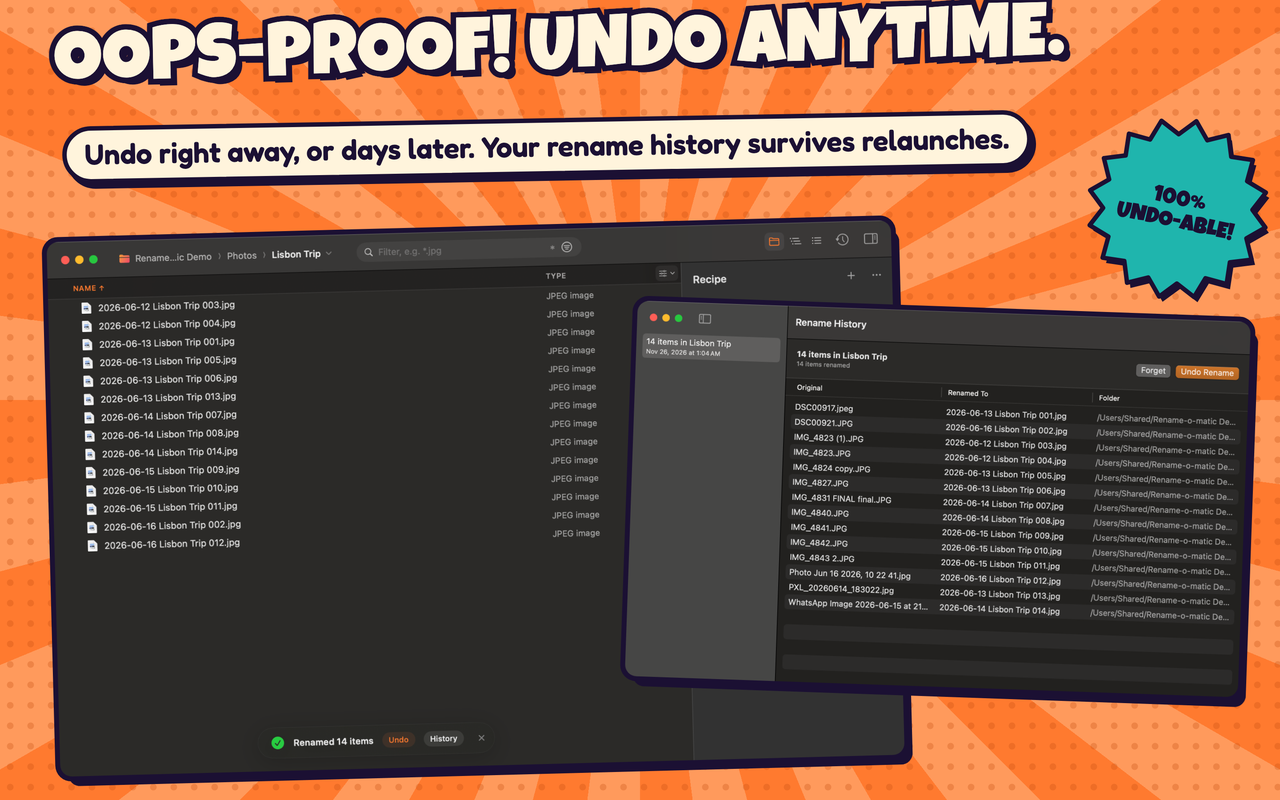 OOPS-PROOF! UNDO ANYTIME.
Undo right away, or days later. Your rename history survives relaunches.
100%
UNDO-ABLE!
Rename...ic Demo › Photos › Lisbon Trip
Filter, e.g. *.jpg
NAME ↑ TYPE
2026-06-12 Lisbon Trip 003.jpg JPEG image
2026-06-12 Lisbon Trip 004.jpg JPEG image
2026-06-13 Lisbon Trip 001.jpg JPEG image
2026-06-13 Lisbon Trip 005.jpg JPEG image
2026-06-13 Lisbon Trip 006.jpg JPEG image
2026-06-13 Lisbon Trip 013.jpg JPEG image
2026-06-14 Lisbon Trip 007.jpg JPEG image
2026-06-14 Lisbon Trip 008.jpg JPEG image
2026-06-14 Lisbon Trip 014.jpg JPEG image
2026-06-15 Lisbon Trip 009.jpg JPEG image
2026-06-15 Lisbon Trip 010.jpg JPEG image
2026-06-15 Lisbon Trip 011.jpg JPEG image
2026-06-16 Lisbon Trip 002.jpg JPEG image
2026-06-16 Lisbon Trip 012.jpg JPEG image
Renamed 14 items Undo History
Recipe
14 items in Lisbon Trip
Nov 26, 2026 at 1:04 AM
Rename History
14 items in Lisbon Trip
14 items renamed
Forget Undo Rename
Original Renamed To Folder
DSC00917.jpeg 2026-06-13 Lisbon Trip 001.jpg /Users/Shared/Rename-o-matic De...
DSC00921.JPG 2026-06-16 Lisbon Trip 002.jpg /Users/Shared/Rename-o-matic De...
IMG_4823 (1).JPG 2026-06-12 Lisbon Trip 003.jpg /Users/Shared/Rename-o-matic De...
IMG_4823.JPG 2026-06-12 Lisbon Trip 004.jpg /Users/Shared/Rename-o-matic De...
IMG_4824 copy.JPG 2026-06-13 Lisbon Trip 005.jpg /Users/Shared/Rename-o-matic De...
IMG_4827.JPG 2026-06-13 Lisbon Trip 006.jpg /Users/Shared/Rename-o-matic De...
IMG_4831 FINAL final.JPG 2026-06-14 Lisbon Trip 007.jpg /Users/Shared/Rename-o-matic De...
IMG_4840.JPG 2026-06-14 Lisbon Trip 008.jpg /Users/Shared/Rename-o-matic De...
IMG_4841.JPG 2026-06-15 Lisbon Trip 009.jpg /Users/Shared/Rename-o-matic De...
IMG_4842.JPG 2026-06-15 Lisbon Trip 010.jpg /Users/Shared/Rename-o-matic De...
IMG_4843 2.JPG 2026-06-15 Lisbon Trip 011.jpg /Users/Shared/Rename-o-matic De...
Photo Jun 16 2026, 10 22 41.jpg 2026-06-16 Lisbon Trip 012.jpg /Users/Shared/Rename-o-matic De...
PXL_20260614_183022.jpg 2026-06-13 Lisbon Trip 013.jpg /Users/Shared/Rename-o-matic De...
WhatsApp Image 2026-06-15 at 21... 2026-06-14 Lisbon Trip 014.jpg /Users/Shared/Rename-o-matic De...